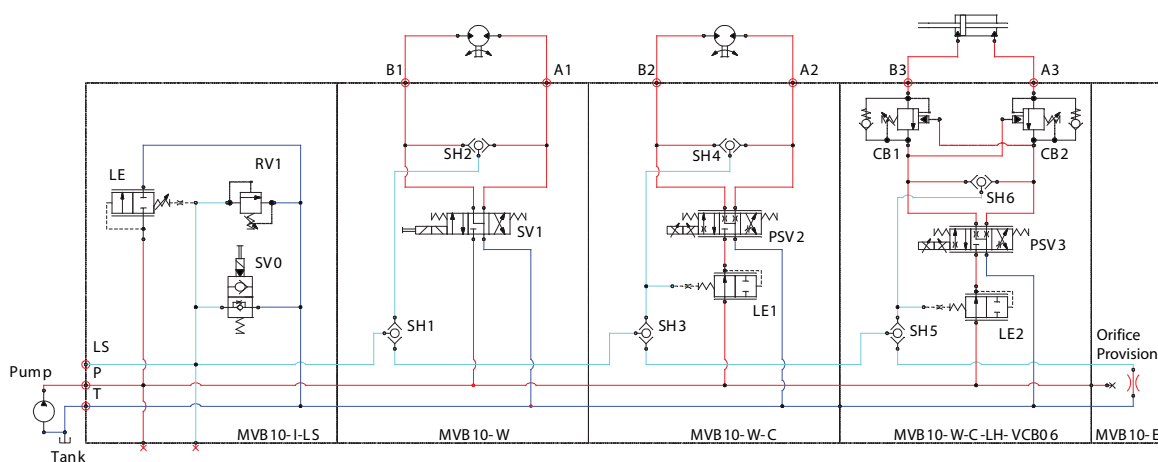 B1
A1
B2
A2
B3
A3
LE
RV1
SV0
SH2
SV1
SH1
SH4
PSV2
SH3
LE1
CB1
CB2
SH6
PSV3
SH5
LE2
Orifice
Provision
LS
P
T
Pump
Tank
MVB10-I-LS
MVB10-W
MVB10-W-C
MVB10-W-C-LH-VCB06
MVB10-E